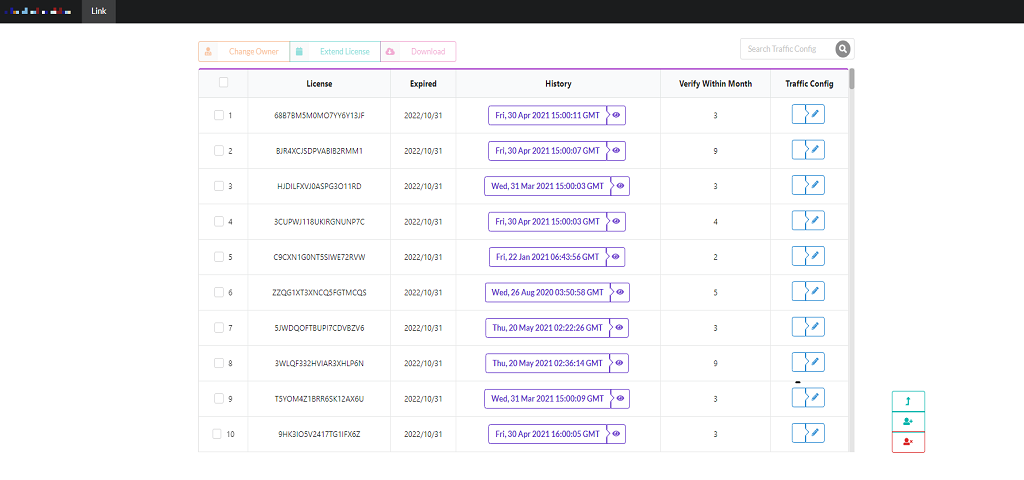 Link
Change Owner Extend License Download
Search Traffic Config
License Expired History Verify Within Month Traffic Config
1 68B7BM5M0MO7YY6Y13JF 2022/10/31 Fri, 30 Apr 2021 15:00:11 GMT 3
2 BJR4XCJSDPVABIB2RMM1 2022/10/31 Fri, 30 Apr 2021 15:00:07 GMT 9
3 HJDILFXVJ0ASPG3O11RD 2022/10/31 Wed, 31 Mar 2021 15:00:03 GMT 3
4 3CUPWJ118UKIRGNUNP7C 2022/10/31 Fri, 30 Apr 2021 15:00:03 GMT 4
5 C9CXN1G0NT5SIWE72RVW 2022/10/31 Fri, 22 Jan 2021 06:43:56 GMT 2
6 ZZQG1XT3XNCQ5FGTMCQS 2022/10/31 Wed, 26 Aug 2020 03:50:58 GMT 5
7 5JWDQOFTBUPI7CDVBZV6 2022/10/31 Thu, 20 May 2021 02:22:26 GMT 3
8 3WLQF332HVIAR3XHLP6N 2022/10/31 Thu, 20 May 2021 02:36:14 GMT 9
9 T5YOM4Z1BRR6SK12AX6U 2022/10/31 Wed, 31 Mar 2021 15:00:09 GMT 3
10 9HK3IO5V2417TG1IFX6Z 2022/10/31 Fri, 30 Apr 2021 16:00:05 GMT 3